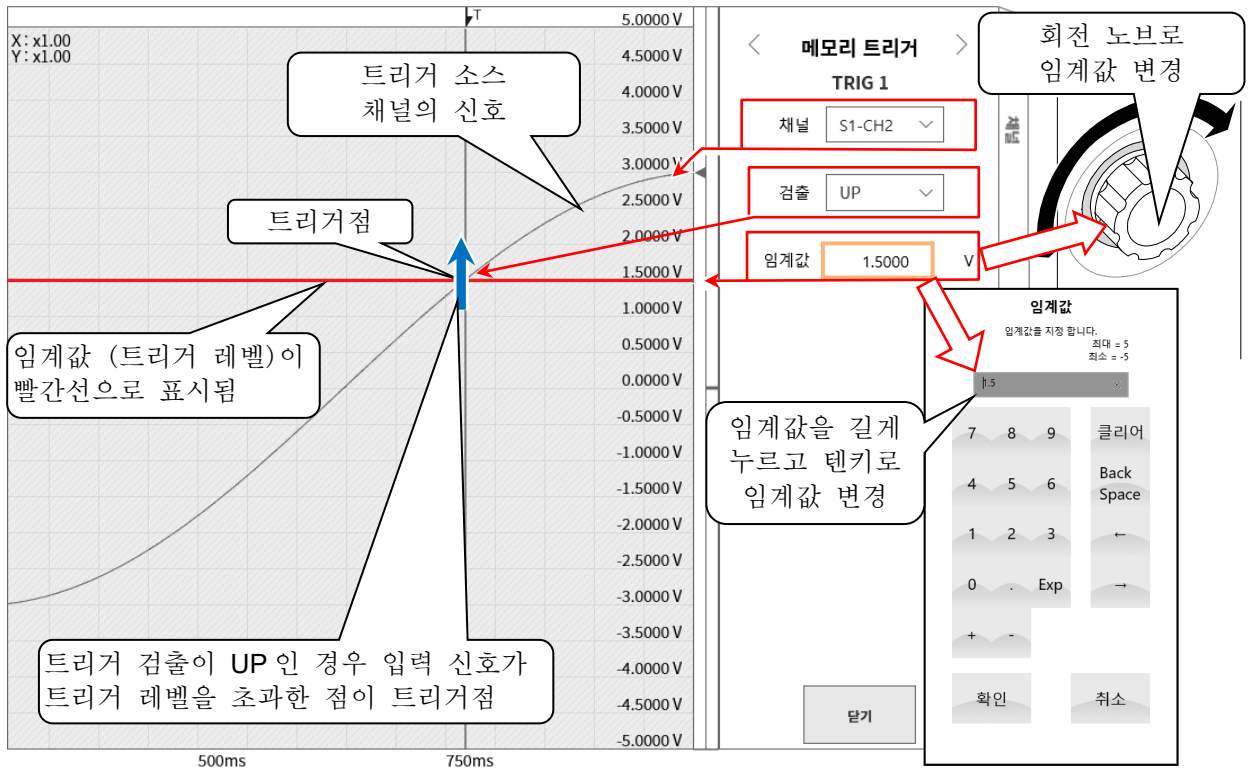 T
X : x1.00
Y : x1.00
5.0000 V
4.5000 V
4.0000 V
3.5000 V
3.0000 V
2.5000 V
2.0000 V
1.5000 V
1.0000 V
0.5000 V
0.0000 V
-0.5000 V
-1.0000 V
-1.5000 V
-2.0000 V
-2.5000 V
-3.0000 V
-3.5000 V
-4.0000 V
-4.5000 V
-5.0000 V
500ms
750ms
트리거 소스
채널의 신호
트리거점
임계값 (트리거 레벨)이
빨간선으로 표시됨
트리거 검출이 UP 인 경우 입력 신호가
트리거 레벨을 초과한 점이 트리거점
메모리 트리거
TRIG 1
채널 S1-CH2
검출 UP
임계값 1.5000 V
닫기
채널
회전 노브로
임계값 변경
임계값을 길게
누르고 텐키로
임계값 변경
임계값
임계값을 지정 합니다.
최대 = 5
최소 = -5
1.5
7 8 9 클리어
4 5 6 Back
Space
1 2 3 ←
0 . Exp →
+ -
확인 취소